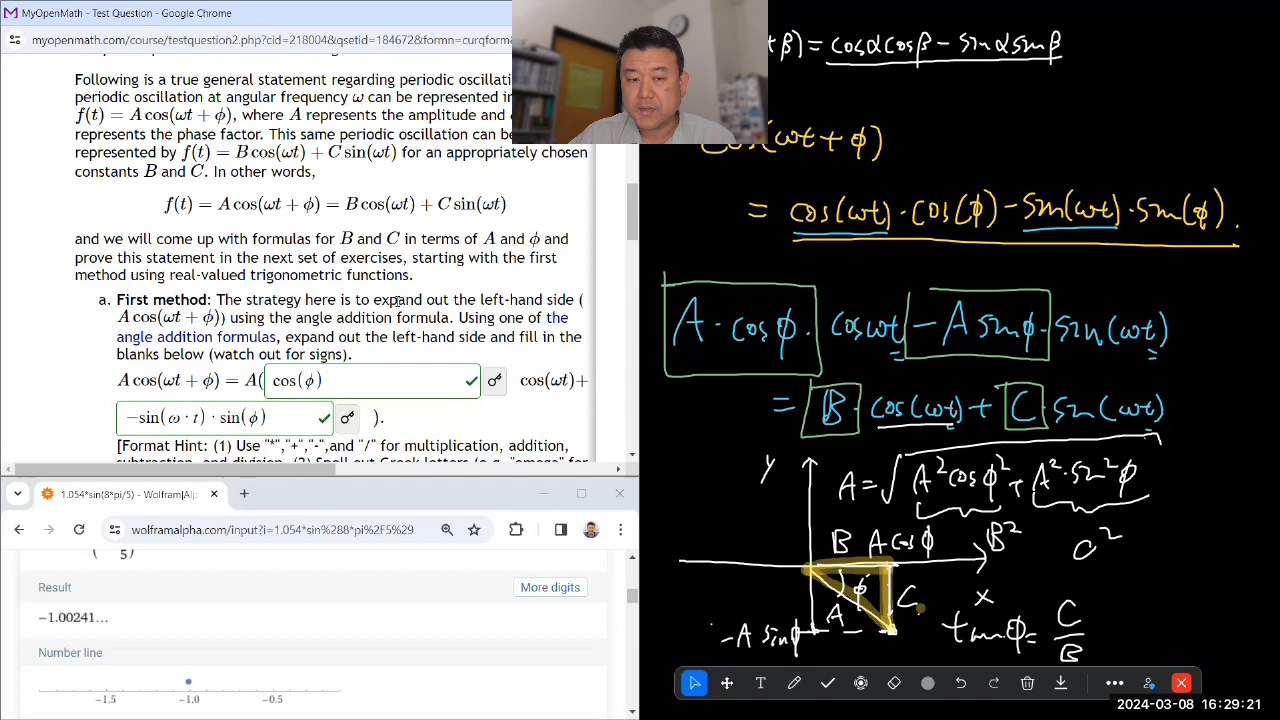 MyOpenMath - Test Question - Google Chrome
myopenmath.com/course/testquestion2.php?cid=218004&qsetid=184672&formn=curqform
Following is a true general statement regarding periodic oscillati
periodic oscillation at angular frequency ω can be represented in
f(t) = A cos(ωt + φ), where A represents the amplitude and
represents the phase factor. This same periodic oscillation can be
represented by f(t) = B cos(ωt) + C sin(ωt) for an appropriately chosen
constants B and C. In other words,
f(t) = A cos(ωt + φ) = B cos(ωt) + C sin(ωt)
and we will come up with formulas for B and C in terms of A and φ and
prove this statement in the next set of exercises, starting with the first
method using real-valued trigonometric functions.
a. First method: The strategy here is to expand out the left-hand side (
A cos(ωt + φ)) using the angle addition formula. Using one of the
angle addition formulas, expand out the left-hand side and fill in the
blanks below (watch out for signs).
A cos(ωt + φ) = A( cos(φ) cos(ωt)+
−sin(ω·t)·sin(φ) ).
[Format Hint: (1) Use "*","+","-",and "/" for multiplication, addition,
1.054*sin(8*pi/5) - Wolfram|Alp
wolframalpha.com/input?i=1.054*sin%288*pi%2F5%29
5)
Result
More digits
−1.00241...
Number line
−1.5 −1.0 −0.5
+β) = cosαcosβ − sinαsinβ
cos(ωt + φ)
= cos(ωt)·cos(φ) − sin(ωt)·sin(φ).
A·cosφ· cosωt −A sinφ· sin(ωt)
= B·cos(ωt) + C·sin(ωt)
y
A = √A²cosφ² + A²·sin²φ
B A cosφ B² C²
φ
A C x
−A sinφ tanφ = C/B
2024-03-08 16:29:21